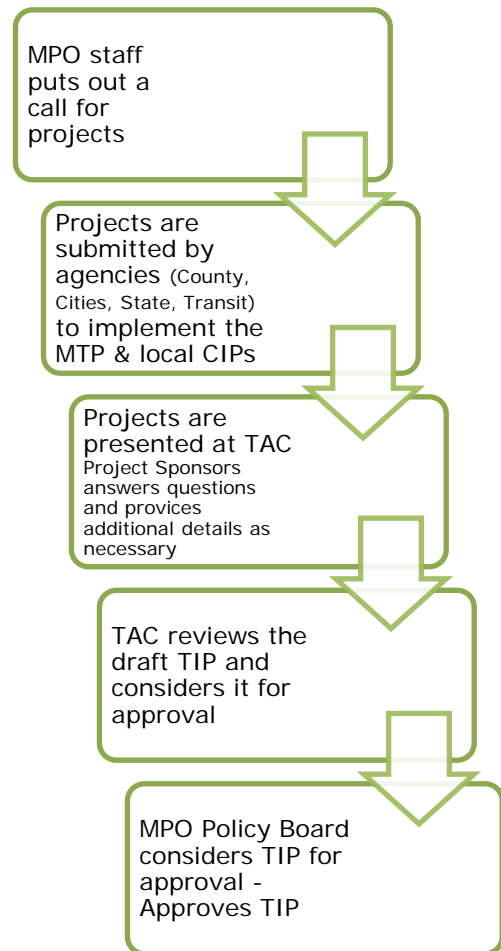 MPO staff
puts out a
call for
projects
Projects are
submitted by
agencies (County,
Cities, State, Transit)
to implement the
MTP & local CIPs
Projects are
presented at TAC
Project Sponsors
answers questions
and provices
additional details as
necessary
TAC reviews the
draft TIP and
considers it for
approval
MPO Policy Board
considers TIP for
approval -
Approves TIP